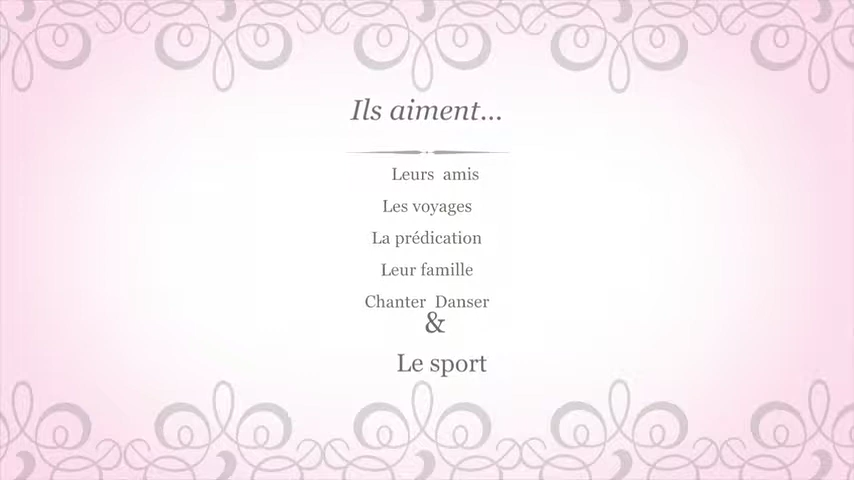 Ils aiment...
Leurs amis
Les voyages
La prédication
Leur famille
Chanter Danser
&
Le sport